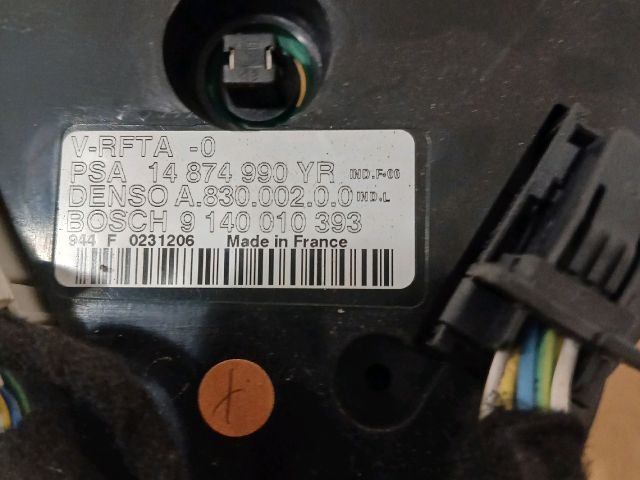 V-RFTA -0
PSA 14 874 990 YR IND.F-00
DENSO A.830.002.0.0 IND.L
BOSCH 9 140 010 393
944 F 0231206 Made in France